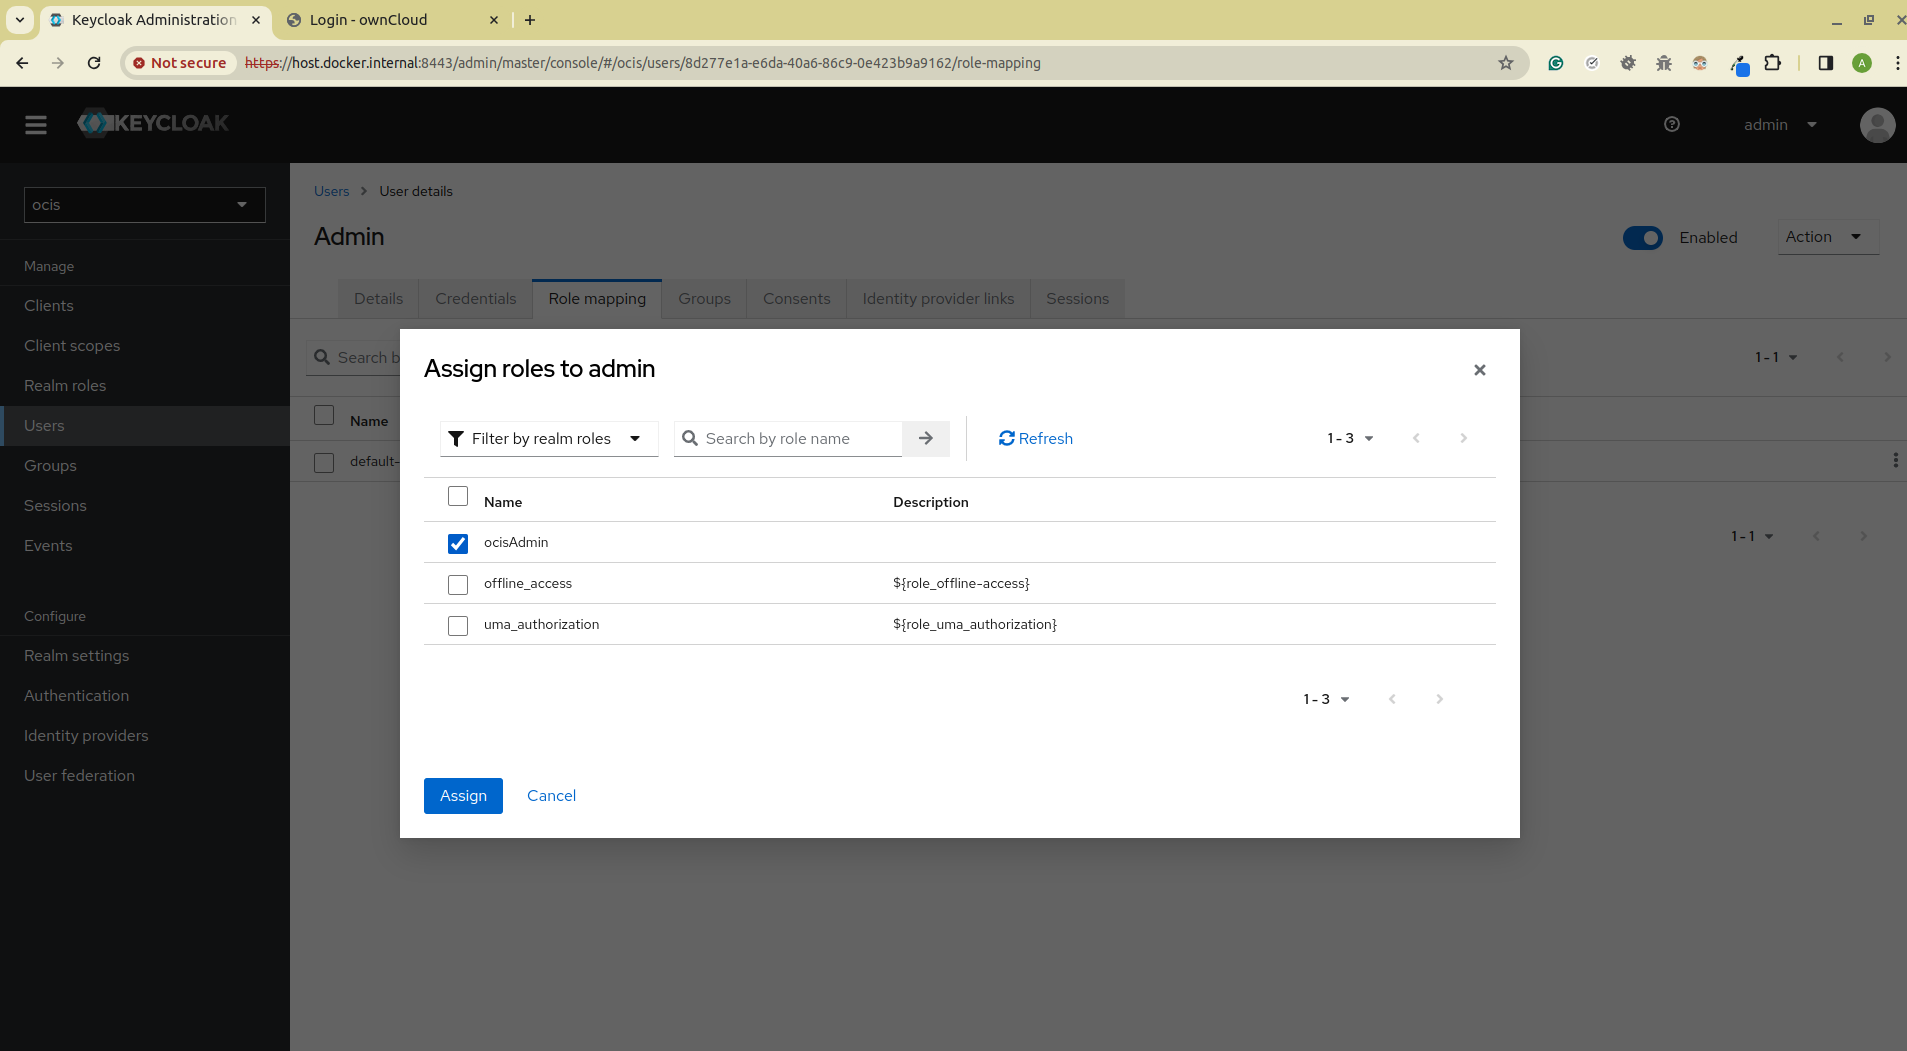 Keycloak Administration
Login - ownCloud
Not secure
https://host.docker.internal:8443/admin/master/console/#/ocis/users/8d277e1a-e6da-40a6-86c9-0e423b9a9162/role-mapping
A
KEYCLOAK
admin
ocis
Manage
Clients
Client scopes
Realm roles
Users
Groups
Sessions
Events
Configure
Realm settings
Authentication
Identity providers
User federation
Users > User details
Admin
Enabled
Action
Details Credentials Role mapping Groups Consents Identity provider links Sessions
Search b
1 - 1
Name
default-
1 - 1
Assign roles to admin
Filter by realm roles
Search by role name
Refresh
1 - 3
Name Description
ocisAdmin
offline_access ${role_offline-access}
uma_authorization ${role_uma_authorization}
1 - 3
Assign Cancel